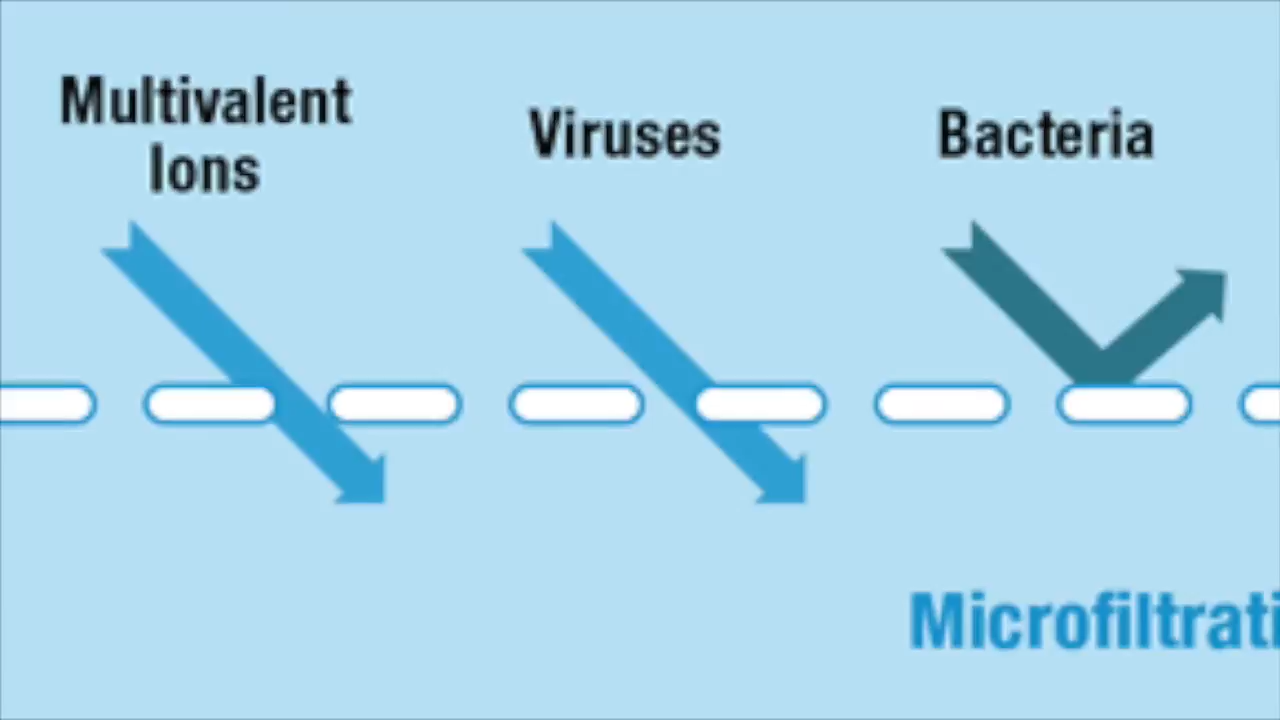 Multivalent
Ions
Viruses
Bacteria
Microfiltrati